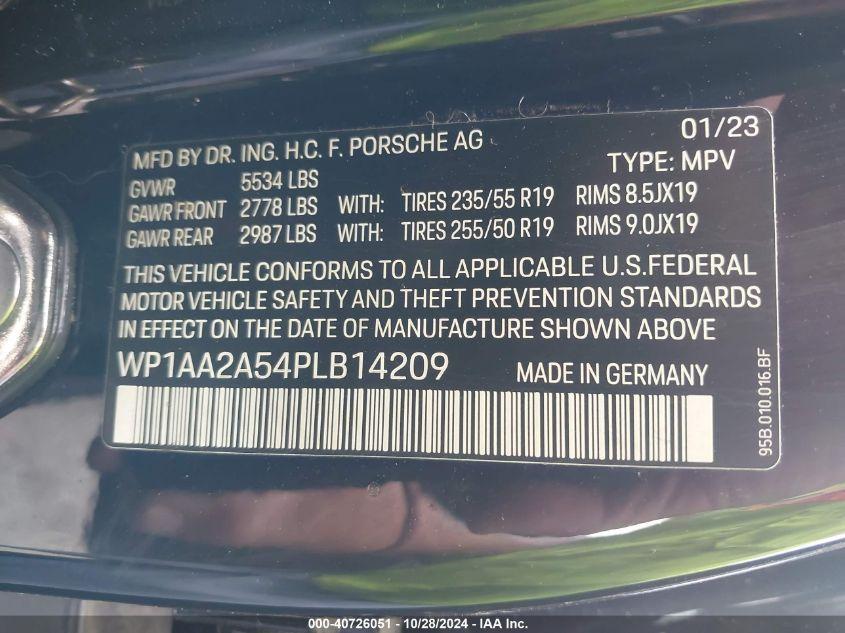 MFD BY DR. ING. H.C. F. PORSCHE AG 01/23
TYPE: MPV
GVWR 5534 LBS
GAWR FRONT 2778 LBS WITH: TIRES 235/55 R19 RIMS 8.5JX19
GAWR REAR 2987 LBS WITH: TIRES 255/50 R19 RIMS 9.0JX19
THIS VEHICLE CONFORMS TO ALL APPLICABLE U.S.FEDERAL
MOTOR VEHICLE SAFETY AND THEFT PREVENTION STANDARDS
IN EFFECT ON THE DATE OF MANUFACTURE SHOWN ABOVE
WP1AA2A54PLB14209 MADE IN GERMANY
95B.010.016.BF
000-40726051 - 10/28/2024 - IAA Inc.